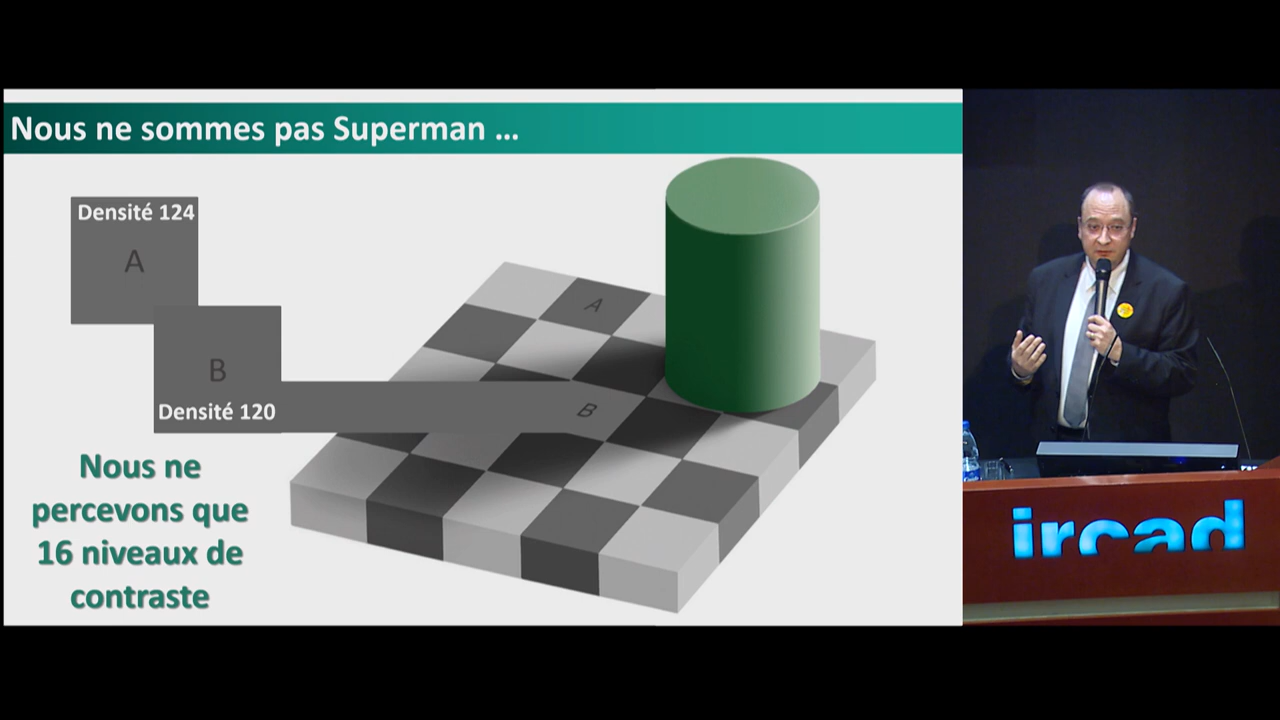 Nous ne sommes pas Superman ...
Densité 124
A
B
Densité 120
A
B
Nous ne
percevons que
16 niveaux de
contraste
ircad